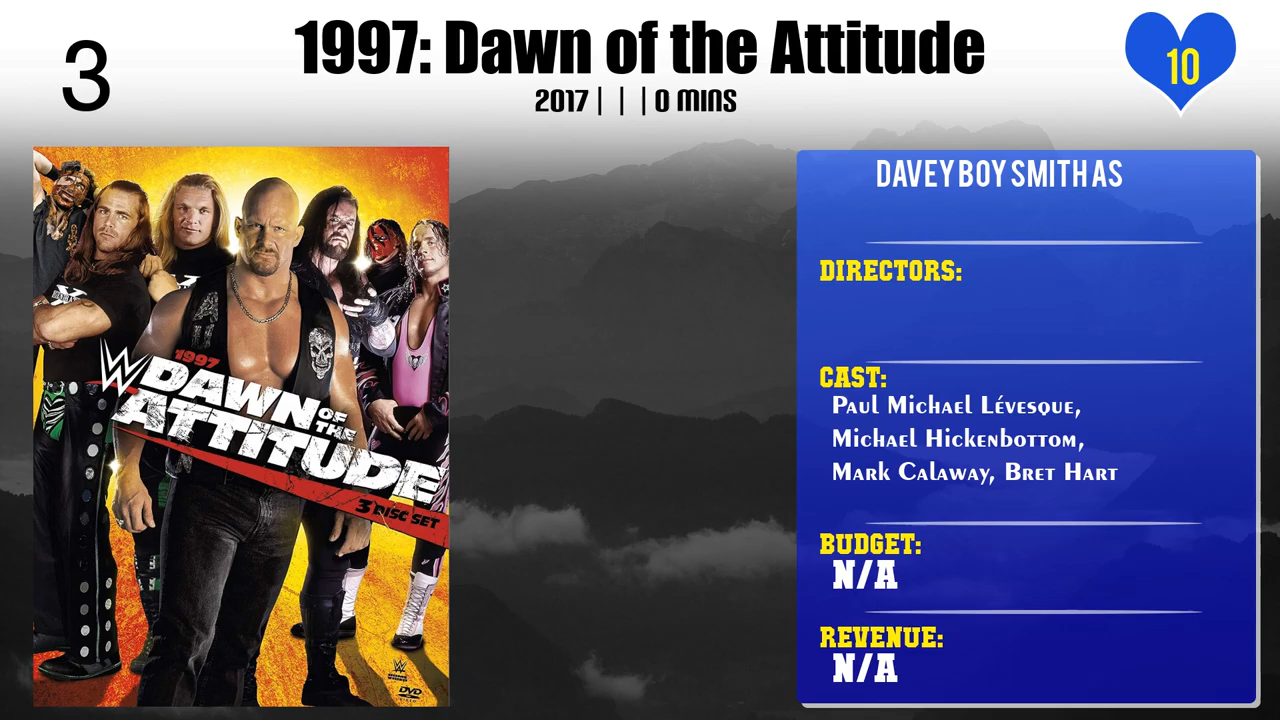 3
1997: Dawn of the Attitude
10
2017 | | | 0 MINS
DAVEY BOY SMITH AS
DIRECTORS:
CAST:
Paul Michael Lévesque,
Michael Hickenbottom,
Mark Calaway, Bret Hart
BUDGET:
N/A
REVENUE:
N/A
1997
W DAWN OF THE
ATTITUDE
3 DISC SET
DVD